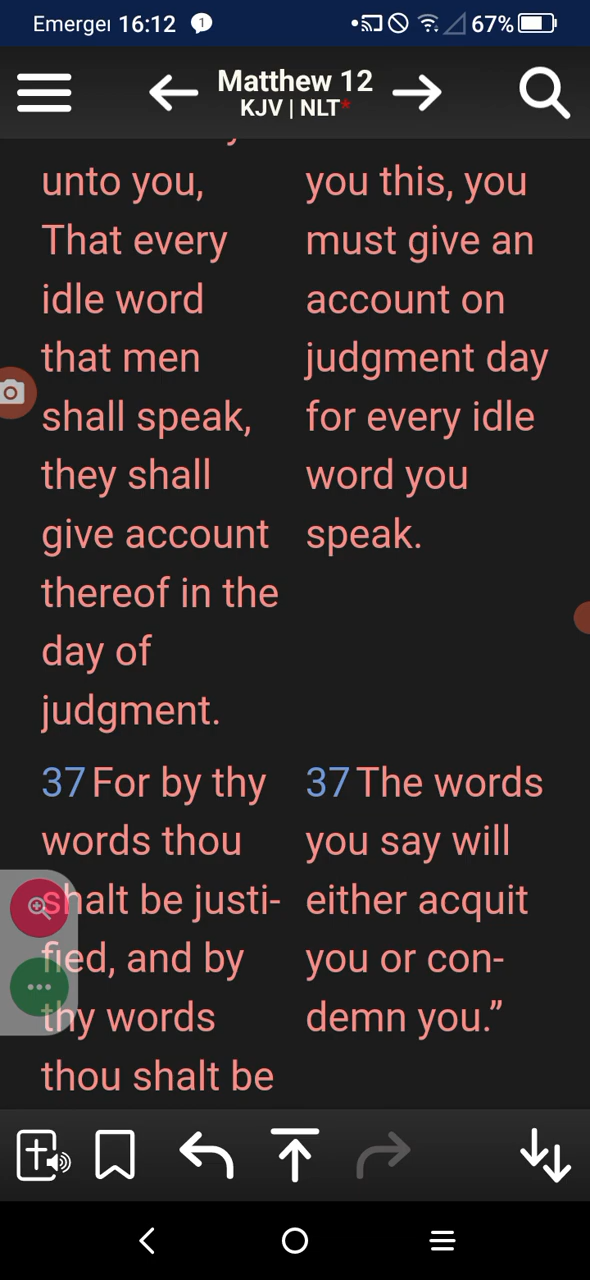 Emerger 16:12 1 67%
Matthew 12
KJV | NLT*
unto you,
That every
idle word
that men
shall speak,
they shall
give account
thereof in the
day of
judgment.
37 For by thy
words thou
shalt be justi-
fied, and by
thy words
thou shalt be
you this, you
must give an
account on
judgment day
for every idle
word you
speak.
37 The words
you say will
either acquit
you or con-
demn you.”